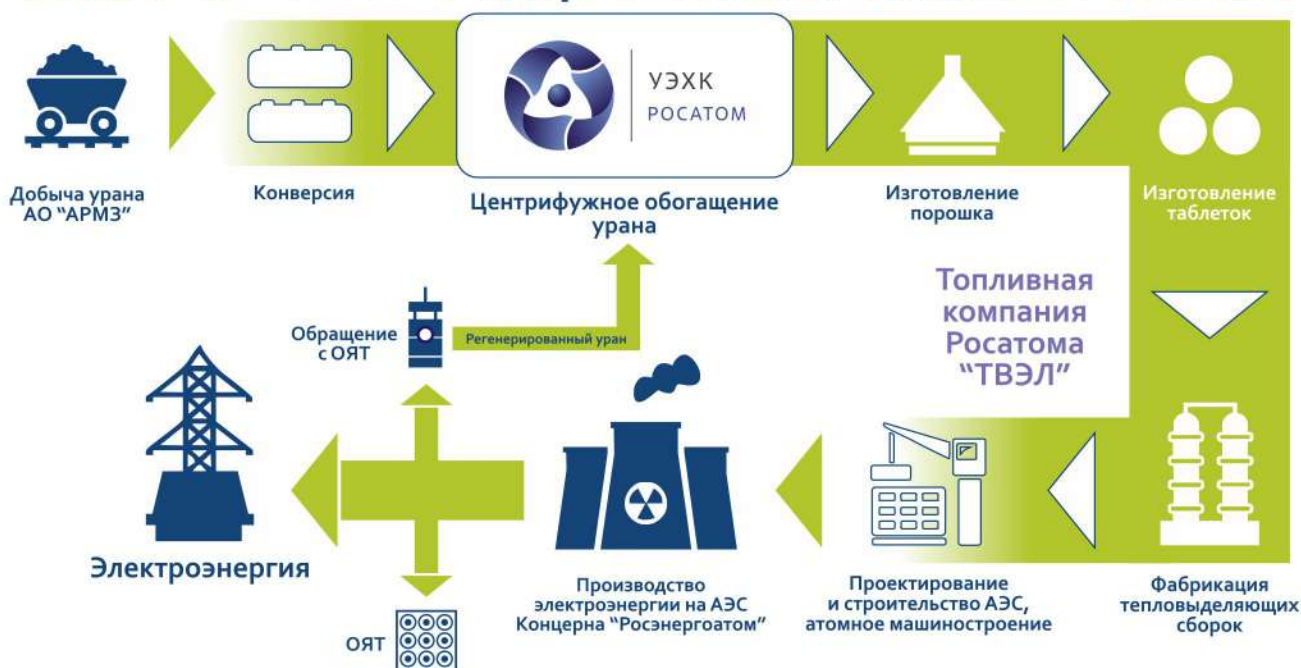 УЭХК
РОСАТОМ
Добыча урана
АО "АРМЗ"
Конверсия
Центрифужное обогащение
урана
Изготовление
порошка
Изготовление
таблеток
Топливная
компания
Росатома
"ТВЭЛ"
Обращение
с ОЯТ
Регенерированный уран
Электроэнергия
ОЯТ
Производство
электроэнергии на АЭС
Концерна "Росэнергоатом"
Проектирование
и строительство АЭС,
атомное машиностроение
Фабрикация
тепловыделяющих
сборок